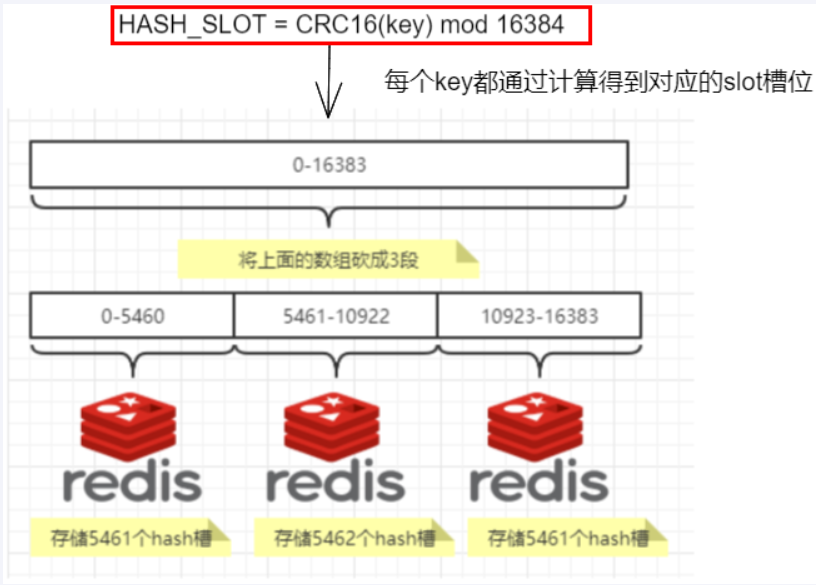 HASH_SLOT = CRC16(key) mod 16384
每个key都通过计算得到对应的slot槽位
0-16383
将上面的数组砍成3段
0-5460 5461-10922 10923-16383
redis redis redis
存储5461个hash槽 存储5462个hash槽 存储5461个hash槽